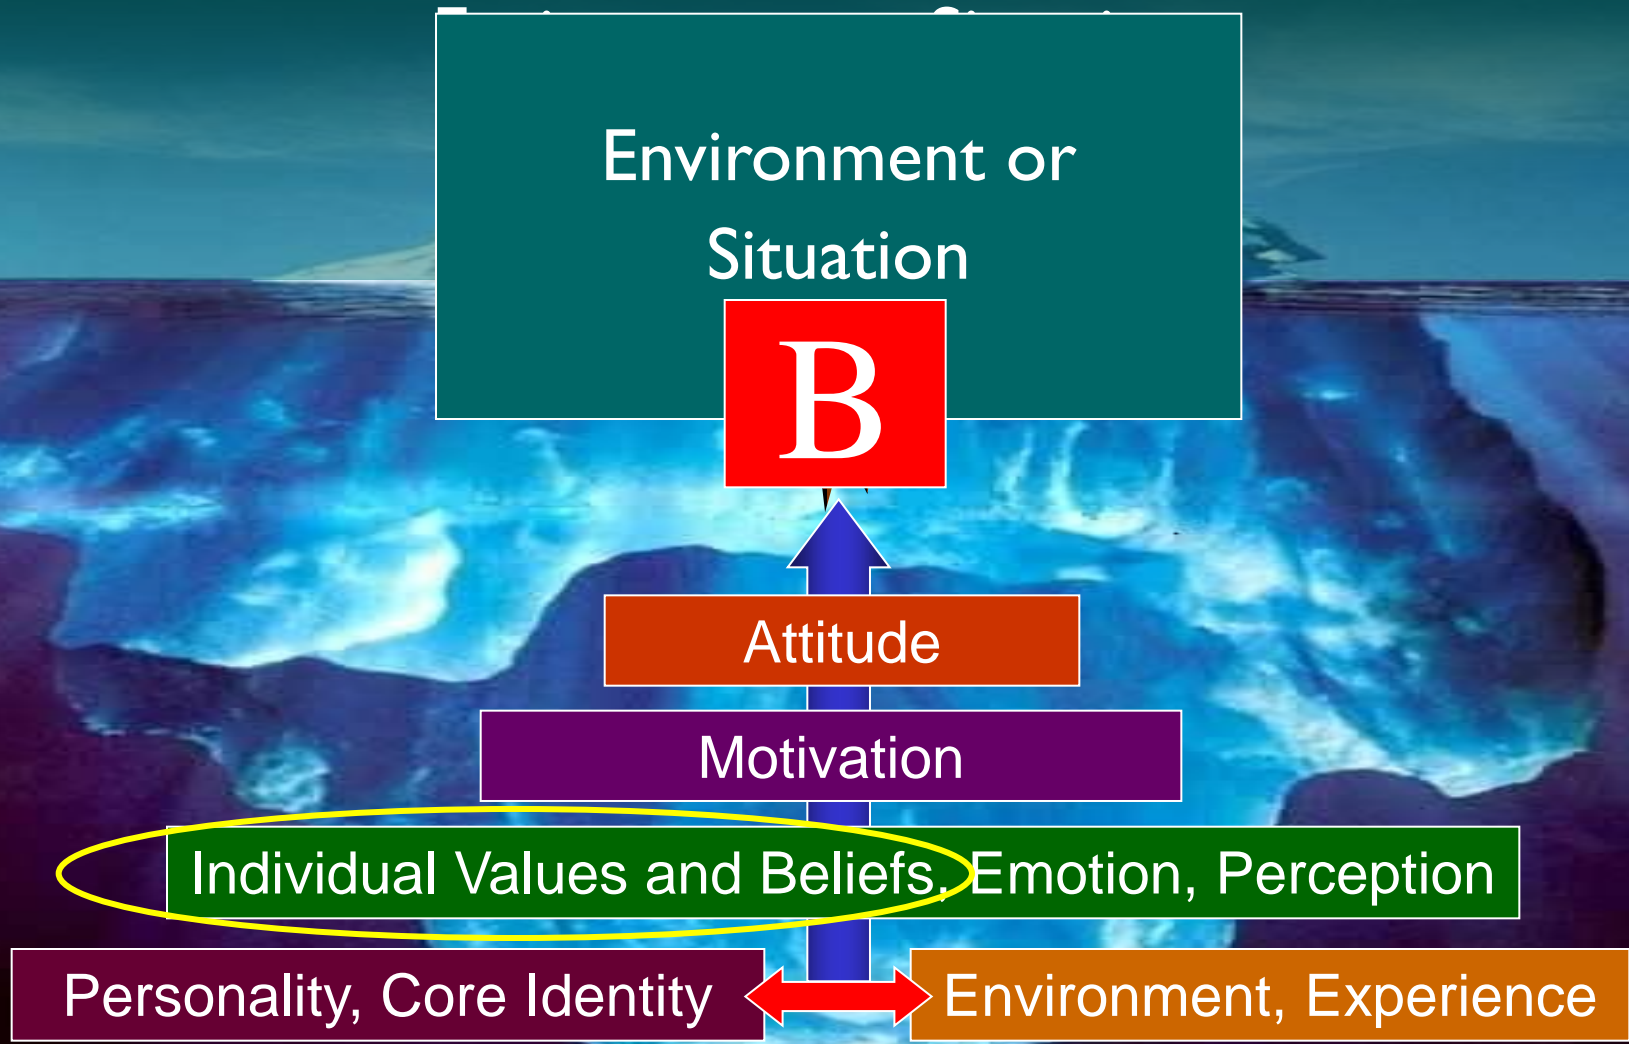 Environment or
Situation
B
Attitude
Motivation
Individual Values and Beliefs, Emotion, Perception
Personality, Core Identity
Environment, Experience